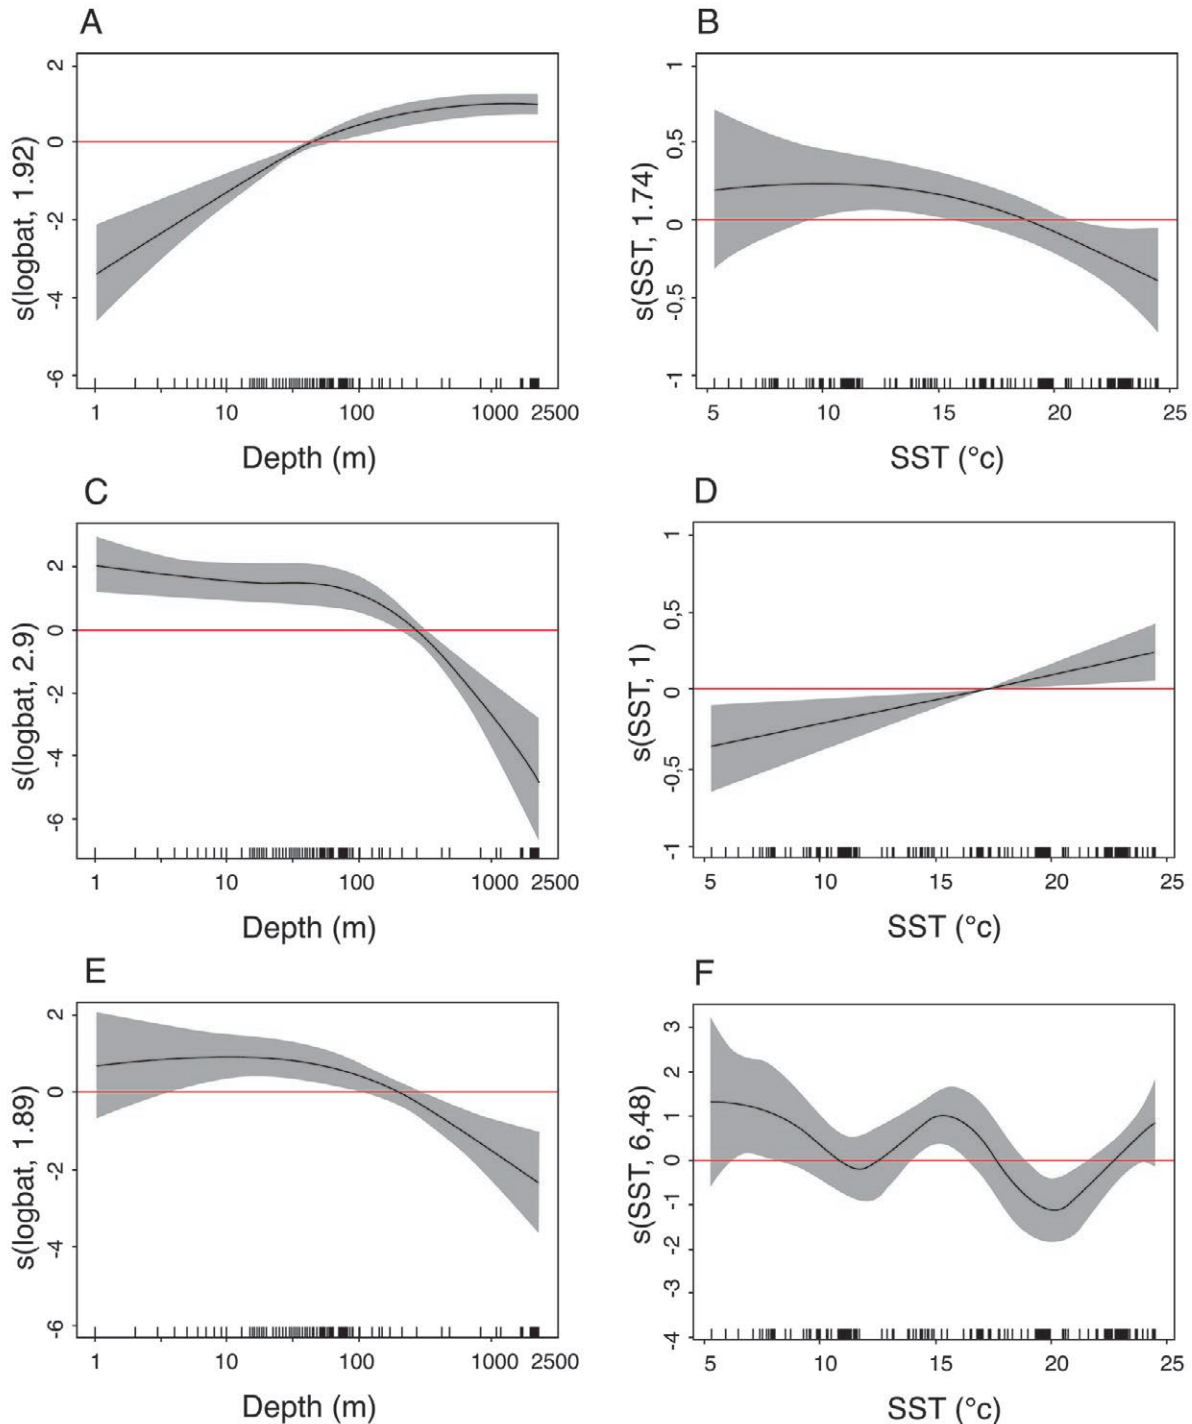 A
s(logbat, 1.92)
2
0
-2
-4
-6
1 10 100 1000 2500
Depth (m)
B
s(SST, 1.74)
1
0,5
0
-0,5
-1
5 10 15 20 25
SST (°c)
C
s(logbat, 2.9)
2
0
-2
-4
-6
1 10 100 1000 2500
Depth (m)
D
s(SST, 1)
1
0,5
0
-0,5
-1
5 10 15 20 25
SST (°c)
E
s(logbat, 1.89)
2
0
-2
-4
-6
1 10 100 1000 2500
Depth (m)
F
s(SST, 6,48)
3
2
1
0
-1
-2
-3
-4
5 10 15 20 25
SST (°c)